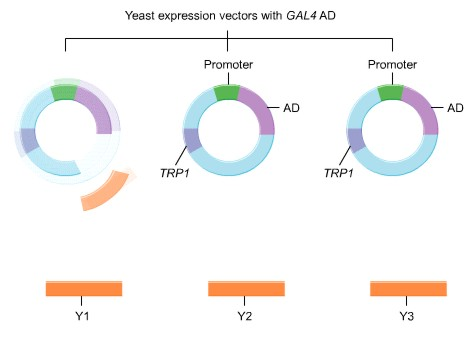 Yeast expression vectors with GAL4 AD
Promoter
Promoter
AD
AD
TRP1
TRP1
Y1
Y2
Y3